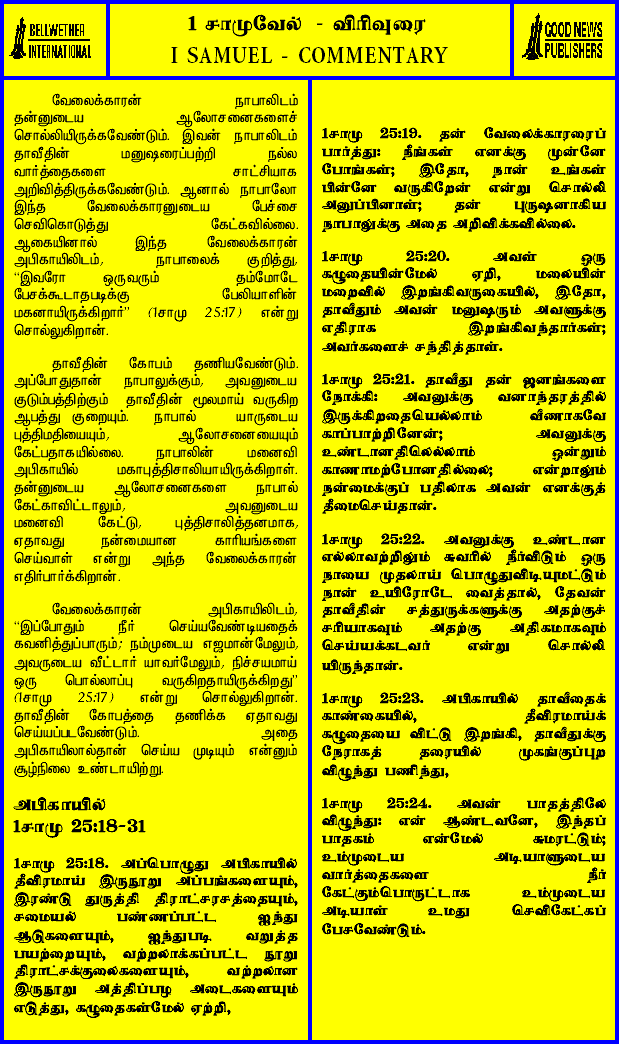 BELLWETHER
INTERNATIONAL
1 சாமுவேல் - விரிவுரை
I SAMUEL - COMMENTARY
GOOD NEWS
PUBLISHERS
வேலைக்காரன் நாபாலிடம்
தன்னுடைய ஆலோசனைகளைச்
சொல்லியிருக்கவேண்டும். இவன் நாபாலிடம்
தாவீதின் மனுஷரைப்பற்றி நல்ல
வார்த்தைகளை சாட்சியாக
அறிவித்திருக்கவேண்டும். ஆனால் நாபாலோ
இந்த வேலைக்காரனுடைய பேச்சை
செவிகொடுத்து கேட்கவில்லை.
ஆகையினால் இந்த வேலைக்காரன்
அபிகாயிலிடம், நாபாலைக் குறித்து,
“இவரோ ஒருவரும் தம்மோடே
பேசக்கூடாதபடிக்கு பேலியாளின்
மகனாயிருக்கிறார்” (1சாமு 25:17) என்று
சொல்லுகிறான்.
தாவீதின் கோபம் தணியவேண்டும்.
அப்போதுதான் நாபாலுக்கும், அவனுடைய
குடும்பத்திற்கும் தாவீதின் மூலமாய் வருகிற
ஆபத்து குறையும். நாபால் யாருடைய
புத்திமதியையும், ஆலோசனையையும்
கேட்பதாகயில்லை. நாபாலின் மனைவி
அபிகாயில் மகாபுத்திசாலியாயிருக்கிறாள்.
தன்னுடைய ஆலோசனைகளை நாபால்
கேட்காவிட்டாலும், அவனுடைய
மனைவி கேட்டு, புத்திசாலித்தனமாக,
ஏதாவது நன்மையான காரியங்களை
செய்வாள் என்று அந்த வேலைக்காரன்
எதிர்பார்க்கிறான்.
வேலைக்காரன் அபிகாயிலிடம்,
“இப்போதும் நீர் செய்யவேண்டியதைக்
கவனித்துப்பாரும்; நம்முடைய எஜமான்மேலும்,
அவருடைய வீட்டார் யாவர்மேலும், நிச்சயமாய்
ஒரு பொல்லாப்பு வருகிறதாயிருக்கிறது”
(1சாமு 25:17) என்று சொல்லுகிறான்.
தாவீதின் கோபத்தை தணிக்க ஏதாவது
செய்யப்படவேண்டும். அதை
அபிகாயிலால்தான் செய்ய முடியும் என்னும்
சூழ்நிலை உண்டாயிற்று.
அபிகாயில்
1சாமு 25:18-31
1சாமு 25:18. அப்பொழுது அபிகாயில்
தீவிரமாய் இருநூறு அப்பங்களையும்,
இரண்டு துருத்தி திராட்சரசத்தையும்,
சமையல் பண்ணப்பட்ட ஐந்து
ஆடுகளையும், ஐந்துபடி வறுத்த
பயற்றையும், வற்றலாக்கப்பட்ட நூறு
திராட்சக்குலைகளையும், வற்றலான
இருநூறு அத்திப்பழ அடைகளையும்
எடுத்து, கழுதைகள்மேல் ஏற்றி,
1சாமு 25:19. தன் வேலைக்காரரைப்
பார்த்து: நீங்கள் எனக்கு முன்னே
போங்கள்; இதோ, நான் உங்கள்
பின்னே வருகிறேன் என்று சொல்லி
அனுப்பினாள்; தன் புருஷனாகிய
நாபாலுக்கு அதை அறிவிக்கவில்லை.
1சாமு 25:20. அவள் ஒரு
கழுதையின்மேல் ஏறி, மலையின்
மறைவில் இறங்கிவருகையில், இதோ,
தாவீதும் அவன் மனுஷரும் அவளுக்கு
எதிராக இறங்கிவந்தார்கள்;
அவர்களைச் சந்தித்தாள்.
1சாமு 25:21. தாவீது தன் ஜனங்களை
நோக்கி: அவனுக்கு வனாந்தரத்தில்
இருக்கிறதையெல்லாம் வீணாகவே
காப்பாற்றினேன்; அவனுக்கு
உண்டானதிலெல்லாம் ஒன்றும்
காணாமற்போனதில்லை; என்றாலும்
நன்மைக்குப் பதிலாக அவன் எனக்குத்
தீமைசெய்தான்.
1சாமு 25:22. அவனுக்கு உண்டான
எல்லாவற்றிலும் சுவரில் நீர்விடும் ஒரு
நாயை முதலாய் பொழுதுவிடியுமட்டும்
நான் உயிரோடே வைத்தால், தேவன்
தாவீதின் சத்துருக்களுக்கு அதற்குச்
சரியாகவும் அதற்கு அதிகமாகவும்
செய்யக்கடவர் என்று சொல்லி
யிருந்தான்.
1சாமு 25:23. அபிகாயில் தாவீதைக்
காண்கையில், தீவிரமாய்க்
கழுதையை விட்டு இறங்கி, தாவீதுக்கு
நேராகத் தரையில் முகங்குப்புற
விழுந்து பணிந்து,
1சாமு 25:24. அவன் பாதத்திலே
விழுந்து: என் ஆண்டவனே, இந்தப்
பாதகம் என்மேல் சுமரட்டும்;
உம்முடைய அடியாளுடைய
வார்த்தைகளை நீர்
கேட்கும்பொருட்டாக உம்முடைய
அடியாள் உமது செவிகேட்கப்
பேசவேண்டும்.